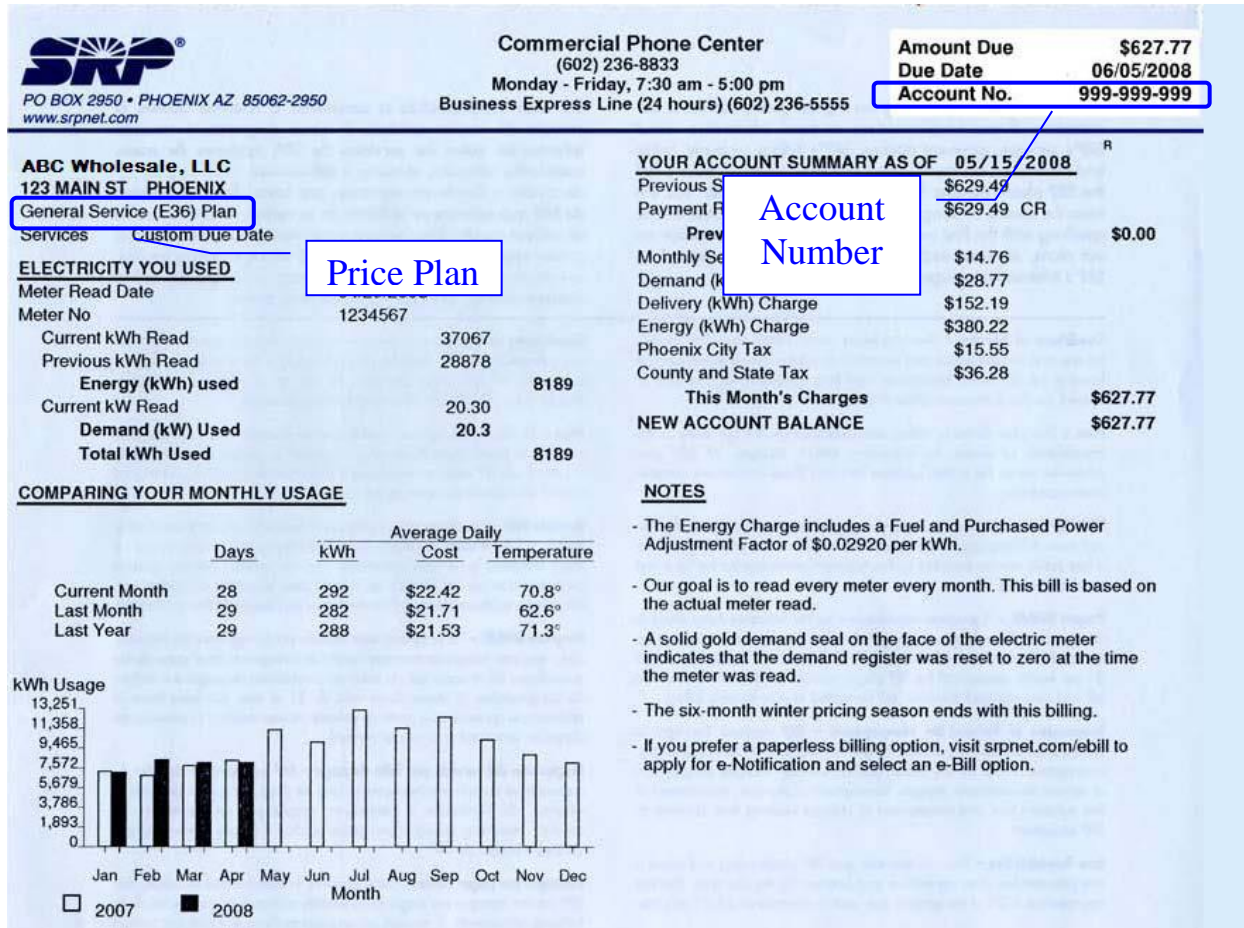 SRP®
PO BOX 2950 • PHOENIX AZ 85062-2950
www.srpnet.com
Commercial Phone Center
(602) 236-8833
Monday - Friday, 7:30 am - 5:00 pm
Business Express Line (24 hours) (602) 236-5555
Amount Due $627.77
Due Date 06/05/2008
Account No. 999-999-999
ABC Wholesale, LLC
123 MAIN ST PHOENIX
General Service (E36) Plan
Services Custom Due Date
Price Plan
ELECTRICITY YOU USED
Meter Read Date
Meter No 1234567
Current kWh Read 37067
Previous kWh Read 28878
Energy (kWh) used 8189
Current kW Read 20.30
Demand (kW) Used 20.3
Total kWh Used 8189
COMPARING YOUR MONTHLY USAGE
Average Daily
Days kWh Cost Temperature
Current Month 28 292 $22.42 70.8°
Last Month 29 282 $21.71 62.6°
Last Year 29 288 $21.53 71.3°
kWh Usage
13,251
11,358
9,465
7,572
5,679
3,786
1,893
0
Jan Feb Mar Apr May Jun Jul Aug Sep Oct Nov Dec
Month
2007 2008
R
YOUR ACCOUNT SUMMARY AS OF 05/15/2008
Account
Number
Previous $629.49
Payment $629.49 CR
$0.00
Monthly $14.76
Demand $28.77
Delivery (kWh) Charge $152.19
Energy (kWh) Charge $380.22
Phoenix City Tax $15.55
County and State Tax $36.28
This Month's Charges $627.77
NEW ACCOUNT BALANCE $627.77
NOTES
- The Energy Charge includes a Fuel and Purchased Power
Adjustment Factor of $0.02920 per kWh.
- Our goal is to read every meter every month. This bill is based on
the actual meter read.
- A solid gold demand seal on the face of the electric meter
indicates that the demand register was reset to zero at the time
the meter was read.
- The six-month winter pricing season ends with this billing.
- If you prefer a paperless billing option, visit srpnet.com/ebill to
apply for e-Notification and select an e-Bill option.